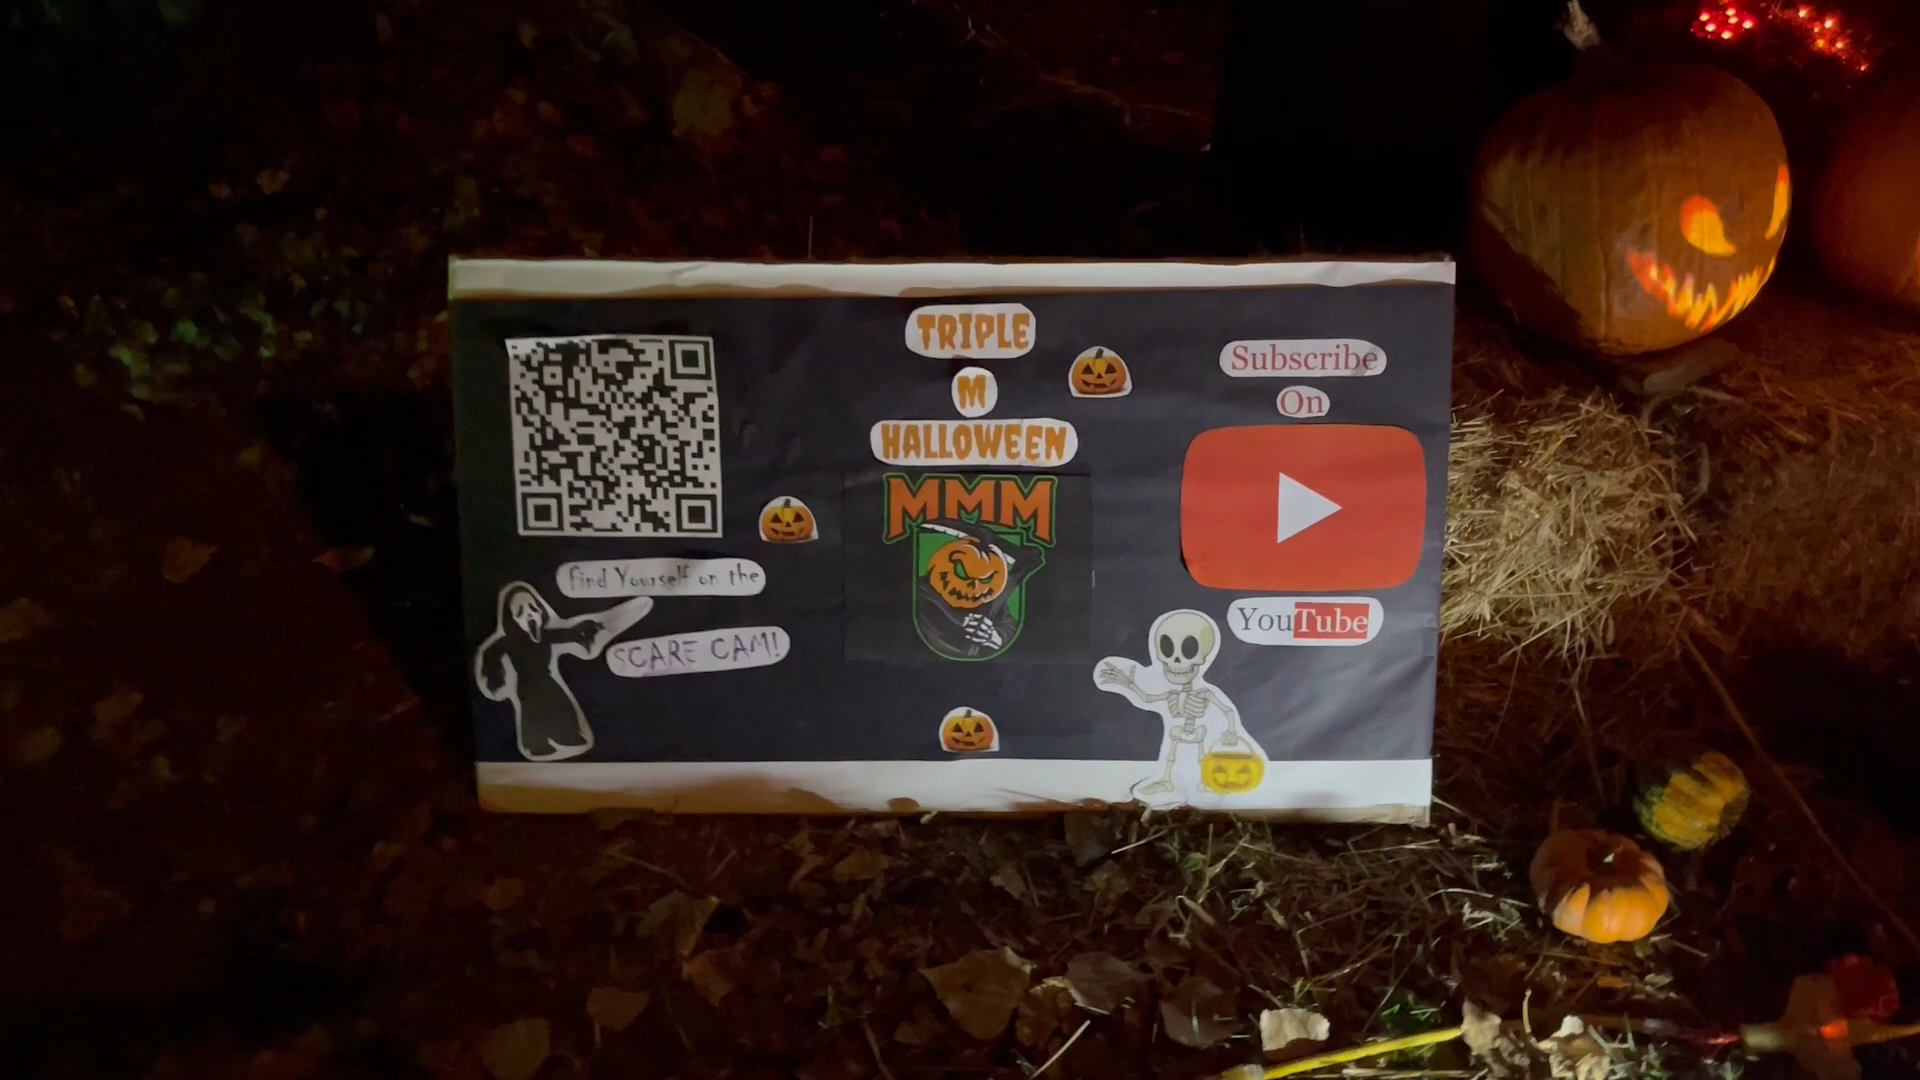 TRIPLE
M
HALLOWEEN
MMM
Find Yourself on the
SCARE CAM!
Subscribe
On
YouTube